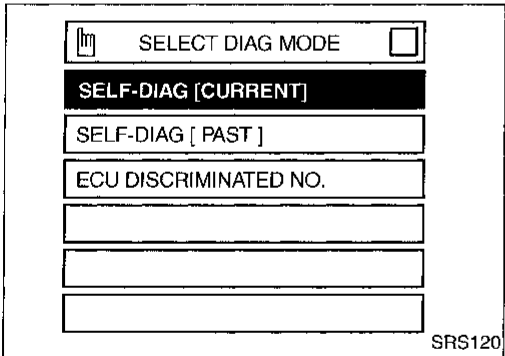 SELECT DIAG MODE
SELF-DIAG [CURRENT]
SELF-DIAG [ PAST ]
ECU DISCRIMINATED NO.
SRS120